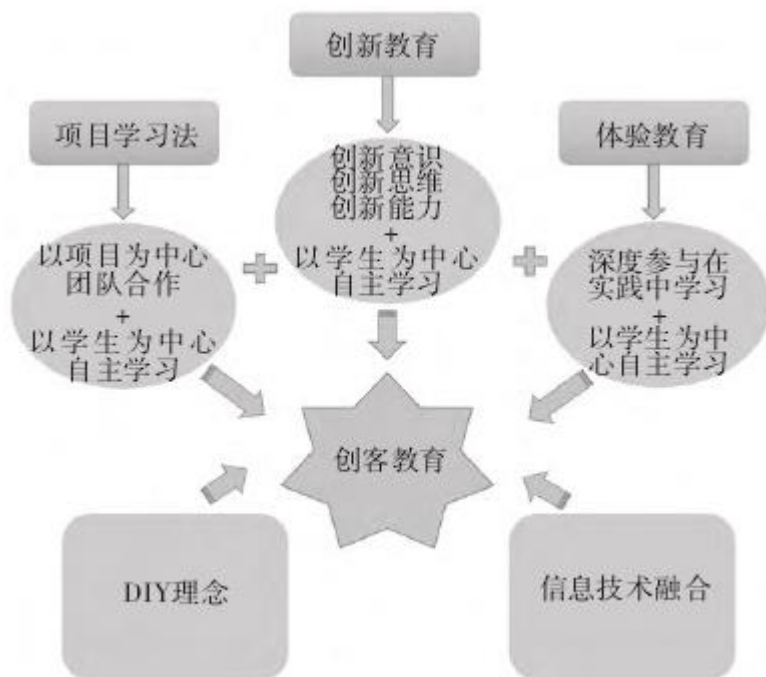 创新教育
项目学习法
体验教育
创新意识
创新思维
创新能力
+
以学生为中心
自主学习
以项目为中心
团队合作
+
以学生为中心
自主学习
深度参与在
实践中学习
+
以学生为中
心自主学习
创客教育
DIY理念
信息技术融合